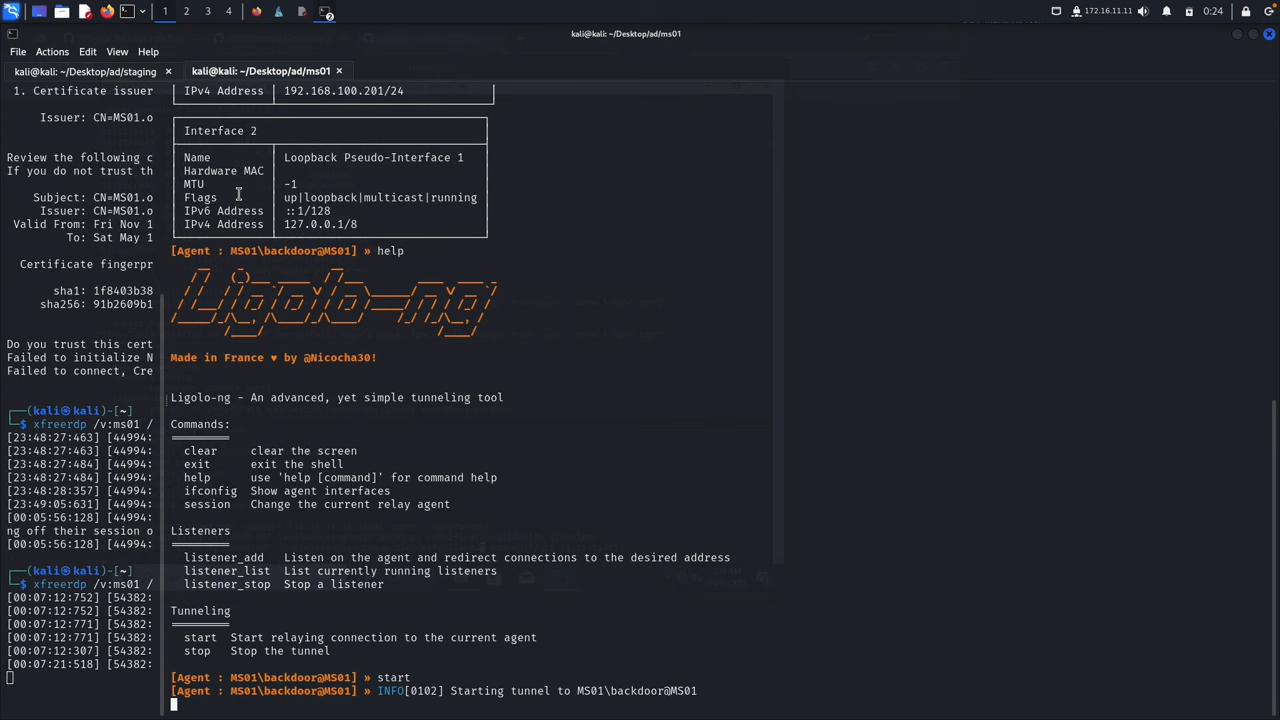 172.16.11.11 0:24
1 2 3 4
kali@kali: ~/Desktop/ad/ms01
File Actions Edit View Help
kali@kali: ~/Desktop/ad/staging × kali@kali: ~/Desktop/ad/ms01 ×
1. Certificate issuer
Issuer: CN=MS01.o
Review the following c
If you do not trust th
Subject: CN=MS01.o
Issuer: CN=MS01.o
Valid From: Fri Nov 1
To: Sat May 1
Certificate fingerpr
sha1: 1f8403b38
sha256: 91b2609b1
Do you trust this cert
Failed to initialize N
Failed to connect, Cre
(kali㉿kali)-[~]
$ xfreerdp /v:ms01 /
[23:48:27:463] [44994:
[23:48:27:463] [44994:
[23:48:27:484] [44994:
[23:48:27:484] [44994:
[23:48:28:357] [44994:
[23:49:05:631] [44994:
[00:05:56:128] [44994:
ng off their session o
[00:05:56:128] [44994:
(kali㉿kali)-[~]
$ xfreerdp /v:ms01 /
[00:07:12:752] [54382:
[00:07:12:752] [54382:
[00:07:12:771] [54382:
[00:07:12:771] [54382:
[00:07:12:307] [54382:
[00:07:21:518] [54382:
IPv4 Address 192.168.100.201/24
Interface 2
Name Loopback Pseudo-Interface 1
Hardware MAC
MTU -1
Flags up|loopback|multicast|running
IPv6 Address ::1/128
IPv4 Address 127.0.0.1/8
[Agent : MS01\backdoor@MS01] » help
Ligolo-ng
Made in France ♥ by @Nicocha30!
Ligolo-ng - An advanced, yet simple tunneling tool
Commands:
=========
clear clear the screen
exit exit the shell
help use 'help [command]' for command help
ifconfig Show agent interfaces
session Change the current relay agent
Listeners
=========
listener_add Listen on the agent and redirect connections to the desired address
listener_list List currently running listeners
listener_stop Stop a listener
Tunneling
=========
start Start relaying connection to the current agent
stop Stop the tunnel
[Agent : MS01\backdoor@MS01] » start
[Agent : MS01\backdoor@MS01] » INFO[0102] Starting tunnel to MS01\backdoor@MS01